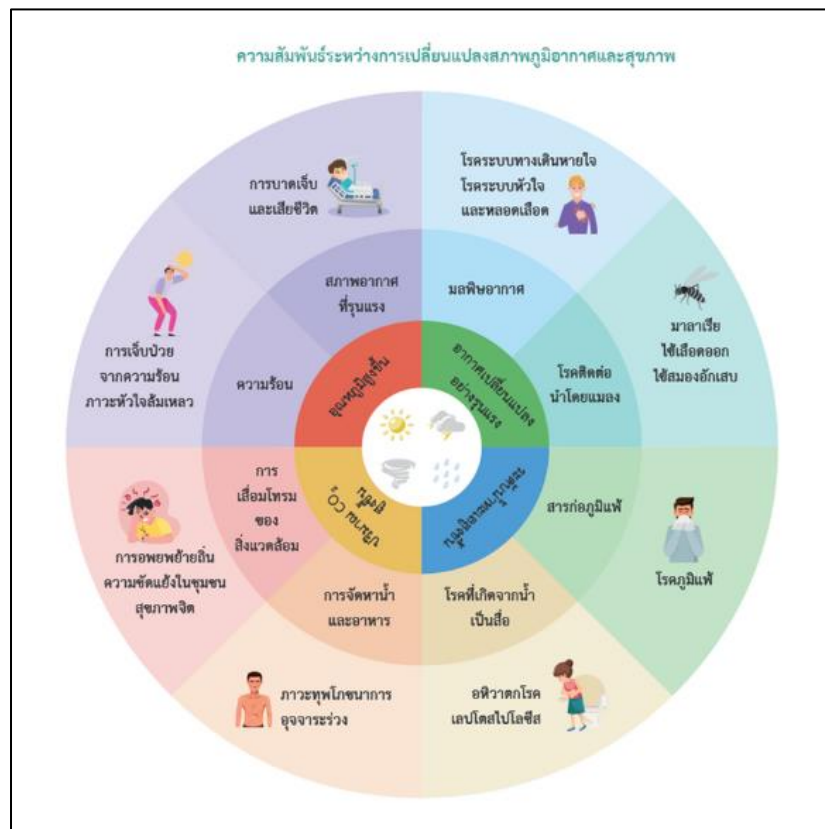 ความสัมพันธ์ระหว่างการเปลี่ยนแปลงสภาพภูมิอากาศและสุขภาพ
โรคระบบทางเดินหายใจ
โรคระบบหัวใจ
และหลอดเลือด
มาลาเรีย
ไข้เลือดออก
ไข้สมองอักเสบ
โรคภูมิแพ้
อหิวาตกโรค
เลปโตสไปโลซีส
ภาวะทุพโภชนาการ
อุจจาระร่วง
การอพยพย้ายถิ่น
ความขัดแย้งในชุมชน
สุขภาพจิต
การเจ็บป่วย
จากความร้อน
ภาวะหัวใจล้มเหลว
การบาดเจ็บ
และเสียชีวิต
มลพิษอากาศ
โรคติดต่อ
นำโดยแมลง
สารก่อภูมิแพ้
โรคที่เกิดจากน้ำ
เป็นสื่อ
การจัดหาน้ำ
และอาหาร
การ
เสื่อมโทรม
ของ
สิ่งแวดล้อม
ความร้อน
สภาพอากาศ
ที่รุนแรง
อุณหภูมิสูงขึ้น
อากาศเปลี่ยนแปลง
อย่างรุนแรง
ระดับน้ำทะเลสูงขึ้น
ปริมาณ CO₂
สูงขึ้น